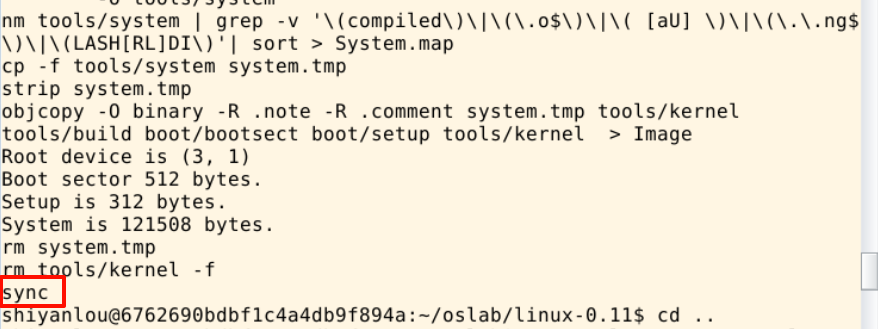 nm tools/system | grep -v '\(compiled\)\|\(\.o$\)\|\( [aU] \)\|\(\.\.ng$
\)\|\(LASH[RL]DI\)'| sort > System.map
cp -f tools/system system.tmp
strip system.tmp
objcopy -O binary -R .note -R .comment system.tmp tools/kernel
tools/build boot/bootsect boot/setup tools/kernel  > Image
Root device is (3, 1)
Boot sector 512 bytes.
Setup is 312 bytes.
System is 121508 bytes.
rm system.tmp
rm tools/kernel -f
sync
shiyanlou@6762690bdbf1c4a4db9f894a:~/oslab/linux-0.11$ cd ..